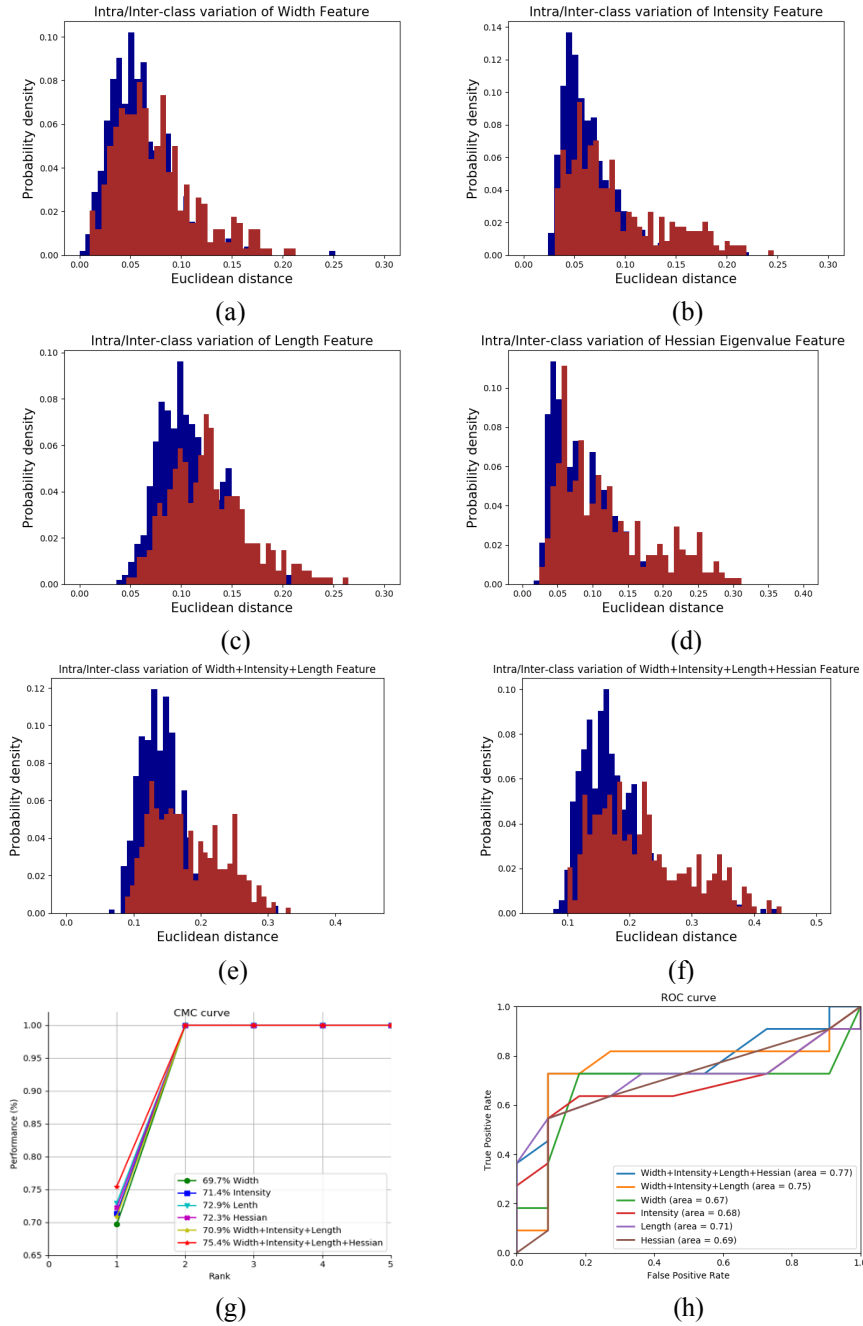 Intra/Inter-class variation of Width Feature
0.10
0.08
0.06
0.04
0.02
0.00
Probability density
0.00 0.05 0.10 0.15 0.20 0.25 0.30
Euclidean distance
(a)
Intra/Inter-class variation of Intensity Feature
0.14
0.12
0.10
0.08
0.06
0.04
0.02
0.00
Probability density
0.00 0.05 0.10 0.15 0.20 0.25 0.30
Euclidean distance
(b)
Intra/Inter-class variation of Length Feature
0.10
0.08
0.06
0.04
0.02
0.00
Probability density
0.00 0.05 0.10 0.15 0.20 0.25 0.30
Euclidean distance
(c)
Intra/Inter-class variation of Hessian Eigenvalue Feature
0.10
0.08
0.06
0.04
0.02
0.00
Probability density
0.00 0.05 0.10 0.15 0.20 0.25 0.30 0.35 0.40
Euclidean distance
(d)
Intra/Inter-class variation of Width+Intensity+Length Feature
0.12
0.10
0.08
0.06
0.04
0.02
0.00
Probability density
0.0 0.1 0.2 0.3 0.4
Euclidean distance
(e)
Intra/Inter-class variation of Width+Intensity+Length+Hessian Feature
0.10
0.08
0.06
0.04
0.02
0.00
Probability density
0.1 0.2 0.3 0.4 0.5
Euclidean distance
(f)
CMC curve
1.00
0.95
0.90
0.85
0.80
0.75
0.70
0.65
Performance (%)
69.7% Width
71.4% Intensity
72.9% Lenth
72.3% Hessian
70.9% Width+Intensity+Length
75.4% Width+Intensity+Length+Hessian
0 1 2 3 4 5
Rank
(g)
ROC curve
1.0
0.8
0.6
0.4
0.2
0.0
True Positive Rate
Width+Intensity+Length+Hessian (area = 0.77)
Width+Intensity+Length (area = 0.75)
Width (area = 0.67)
Intensity (area = 0.68)
Length (area = 0.71)
Hessian (area = 0.69)
0.0 0.2 0.4 0.6 0.8 1.0
False Positive Rate
(h)